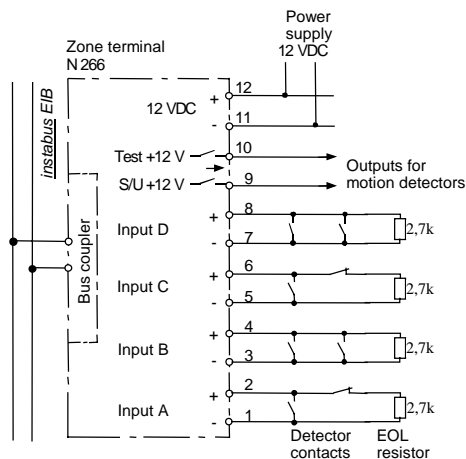 Power
supply
12 VDC
Zone terminal
N 266
instabus EIB
Bus coupler
12 VDC
+ 12
- 11
Test +12 V 10
S/U +12 V 9
Outputs for
motion detectors
Input D
+ 8
- 7
2,7k
Input C
+ 6
- 5
2,7k
Input B
+ 4
- 3
2,7k
Input A
+ 2
- 1
2,7k
Detector
contacts
EOL
resistor